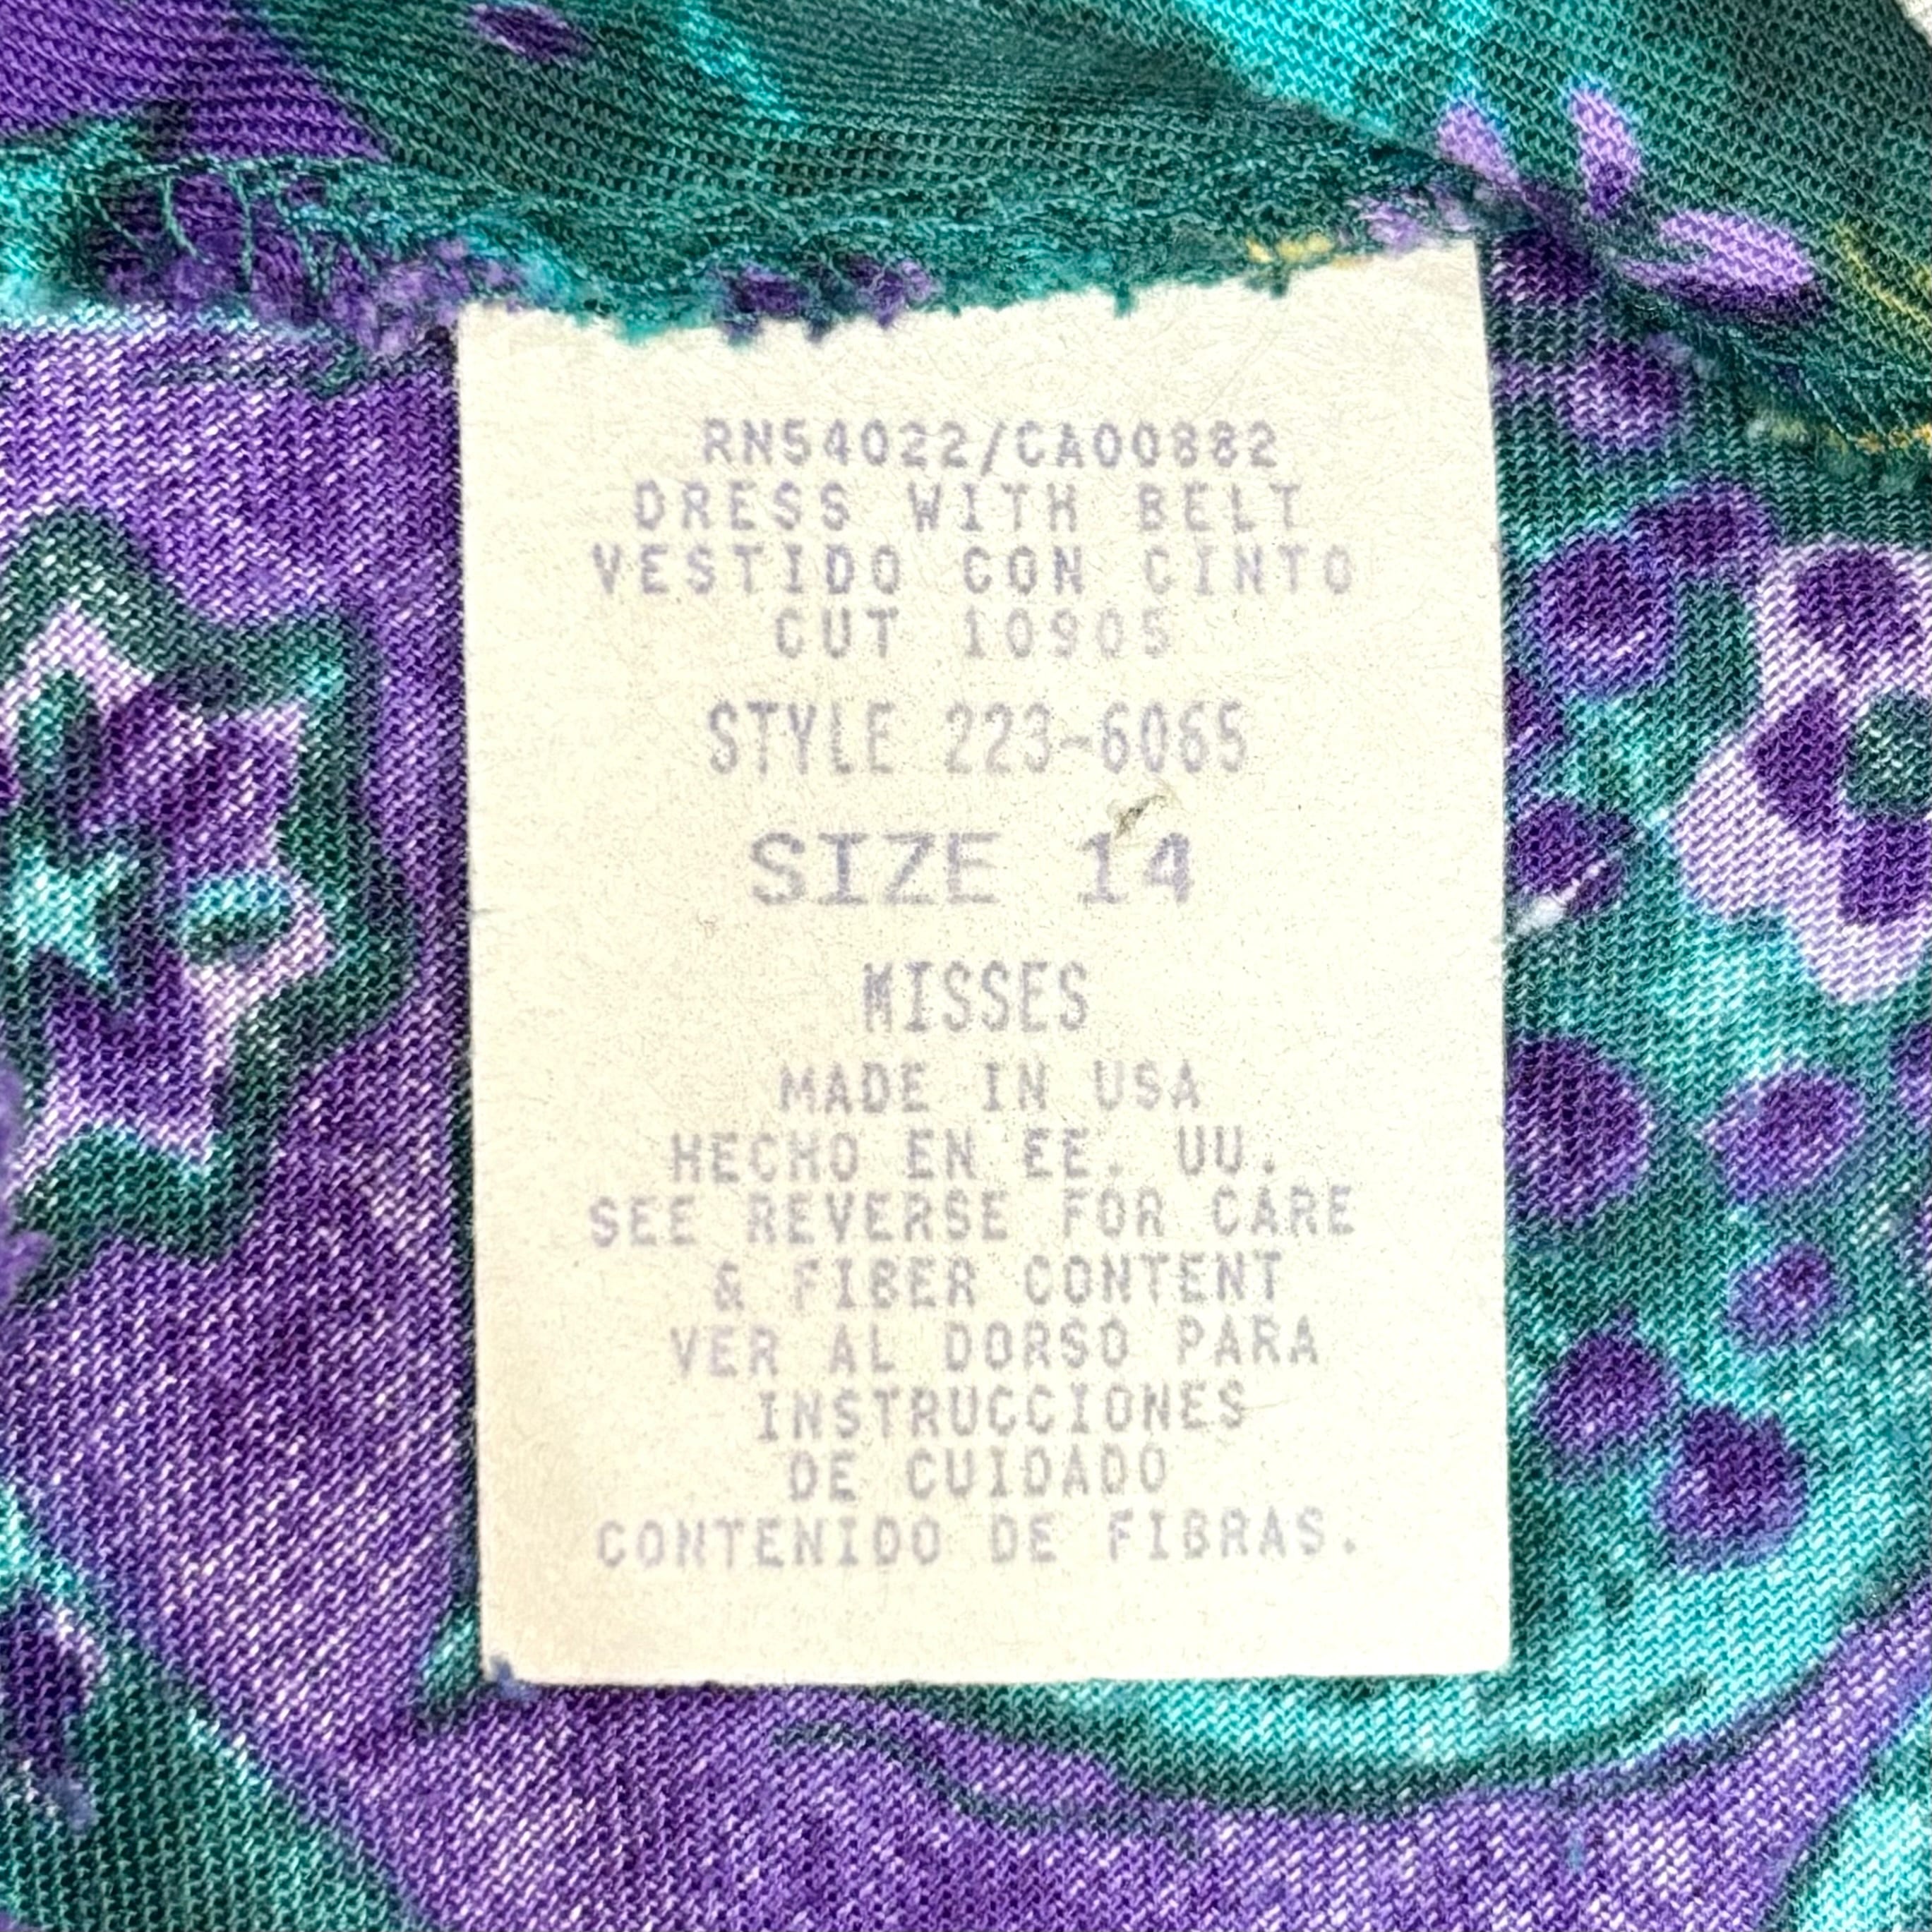 RN54022/CA00882
DRESS WITH BELT
VESTIDO CON CINTO
CUT 10905
STYLE 223-6065
SIZE 14
MISSES
MADE IN USA
HECHO EN EE. UU.
SEE REVERSE FOR CARE
& FIBER CONTENT
VER AL DORSO PARA
INSTRUCCIONES
DE CUIDADO
CONTENIDO DE FIBRAS.